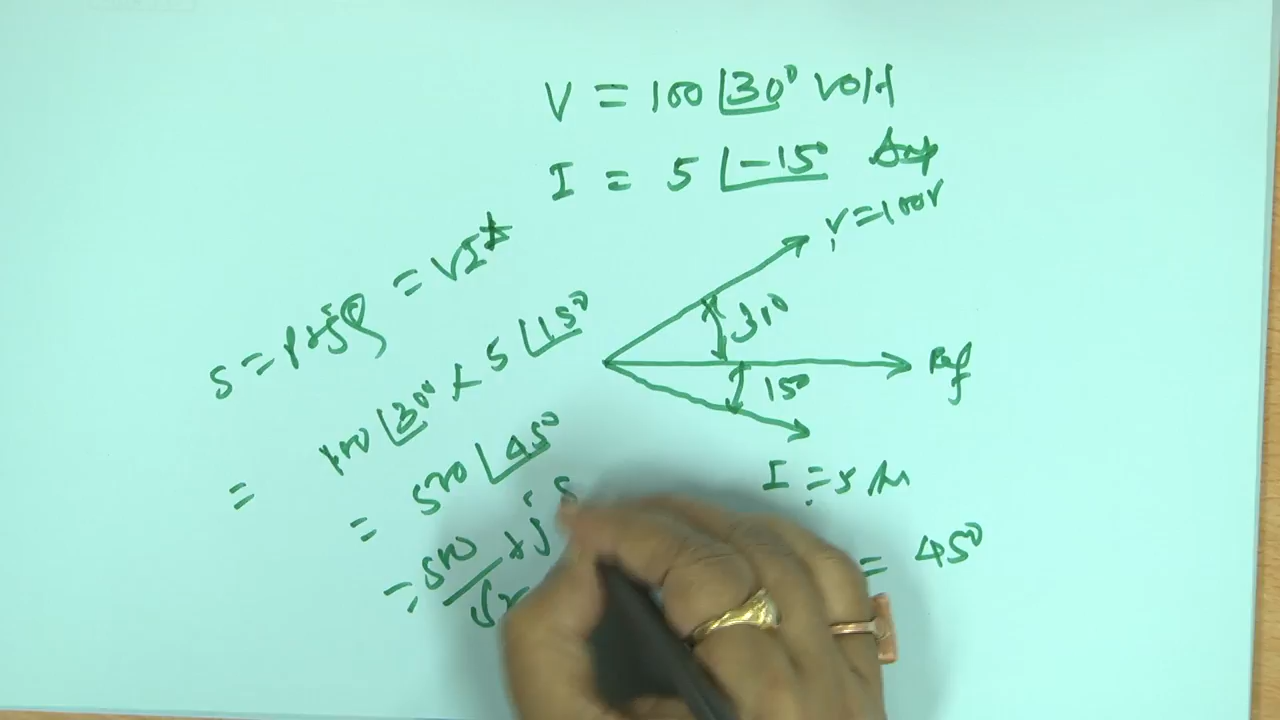 V = 100 ∠30° volt
I = 5 ∠-15° Amp
V = 100V
S = P + jQ = VI*
30°
= 100 ∠30° × 5 ∠15°
Ref
15°
= 500 ∠45°
I = 5 A
= 500/√2 + j 5
= 45°